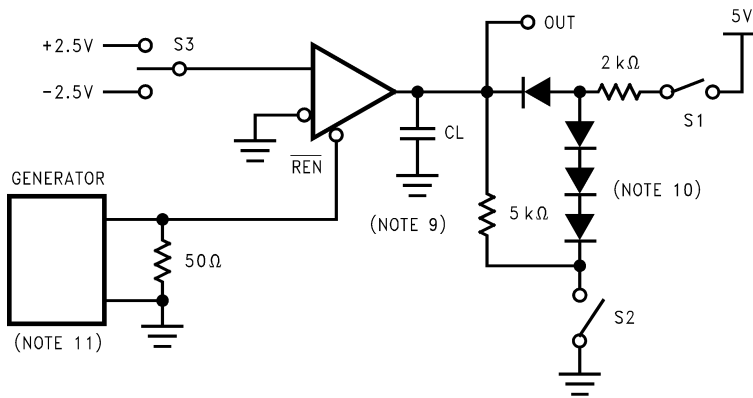 5V
OUT
+2.5V
S3
2 kΩ
-2.5V
S1
CL
REN
GENERATOR
(NOTE 10)
(NOTE 9)
5 kΩ
50Ω
S2
(NOTE 11)